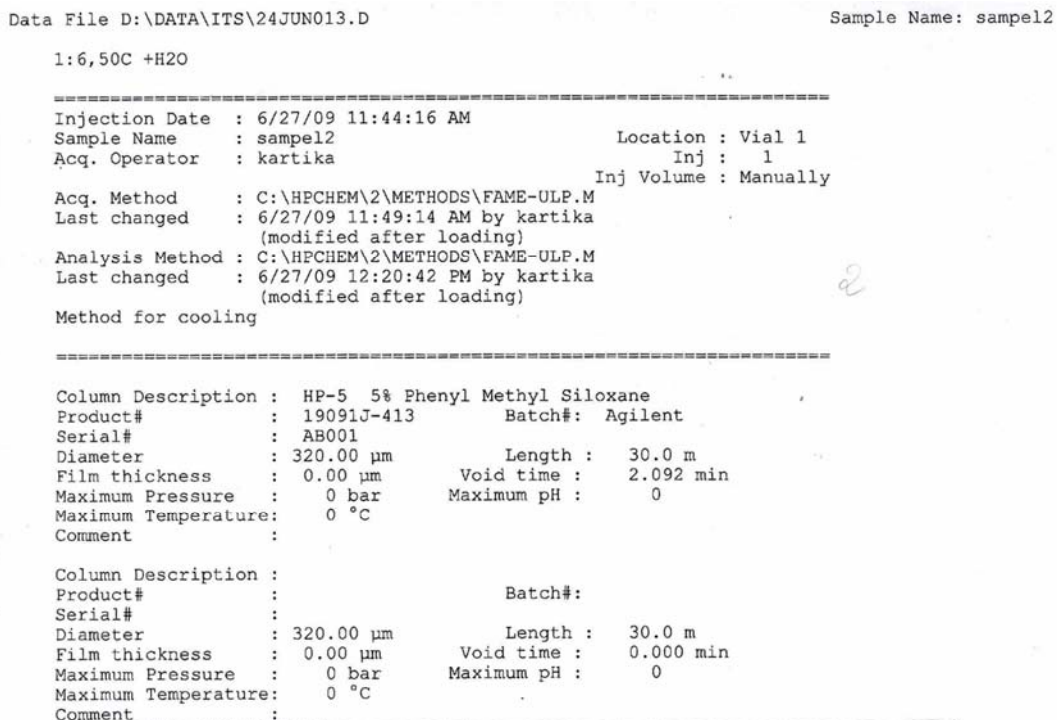 Data File D:\DATA\ITS\24JUN013.D Sample Name: sampel2
1:6,50C +H2O
=====================================================================
Injection Date : 6/27/09 11:44:16 AM
Sample Name : sampel2 Location : Vial 1
Acq. Operator : kartika Inj : 1
Inj Volume : Manually
Acq. Method : C:\HPCHEM\2\METHODS\FAME-ULP.M
Last changed : 6/27/09 11:49:14 AM by kartika
(modified after loading)
Analysis Method : C:\HPCHEM\2\METHODS\FAME-ULP.M
Last changed : 6/27/09 12:20:42 PM by kartika
(modified after loading)
2
Method for cooling
=====================================================================
Column Description : HP-5 5% Phenyl Methyl Siloxane
Product# : 19091J-413 Batch#: Agilent
Serial# : AB001
Diameter : 320.00 µm Length : 30.0 m
Film thickness : 0.00 µm Void time : 2.092 min
Maximum Pressure : 0 bar Maximum pH : 0
Maximum Temperature: 0 °C
Comment :
Column Description :
Product# : Batch#:
Serial# :
Diameter : 320.00 µm Length : 30.0 m
Film thickness : 0.00 µm Void time : 0.000 min
Maximum Pressure : 0 bar Maximum pH : 0
Maximum Temperature: 0 °C
Comment :